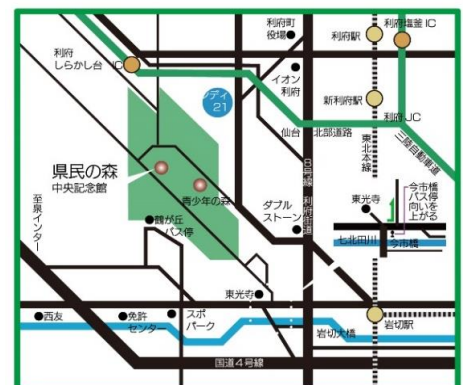 利府町
役場
利府駅
利府塩釜IC
利府
しらかし台 IC
イオン
利府
ンディ
21
新利府駅
利府JC
仙台北部道路
三陸自動車道
東北本線
8号線 利府街道
県民の森
中央記念館
青少年の森
至泉インター
鶴が丘
バス停
ダブル
ストーン
東光寺
今市橋
バス停
向いを
上がる
七北田川
今市橋
東光寺
西友
免許
センター
スポ
パーク
岩切大橋
岩切駅
国道4号線